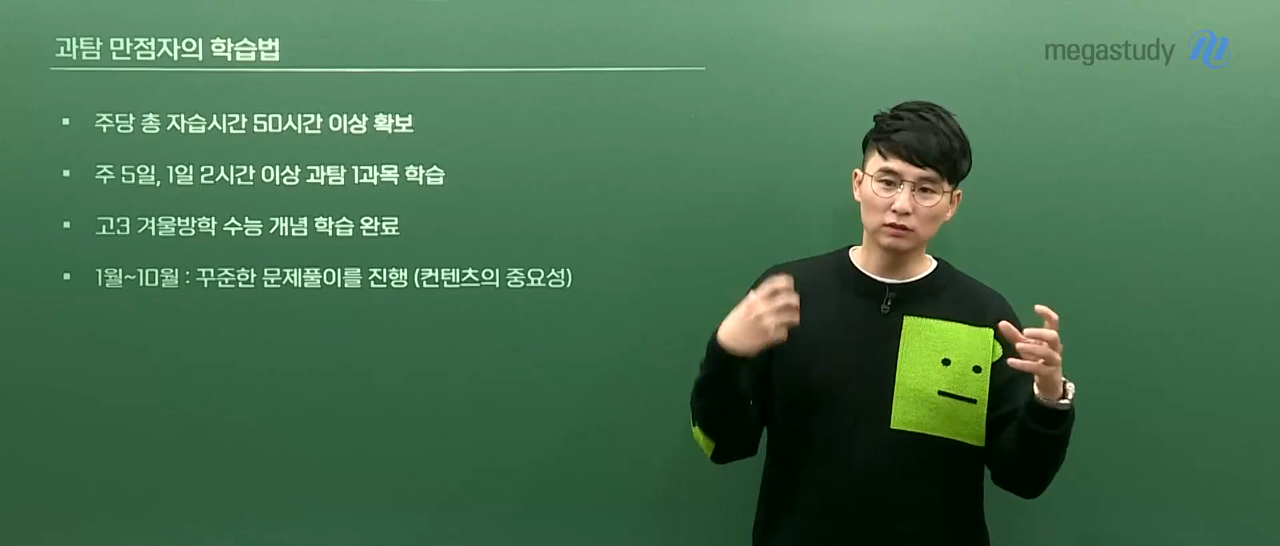 과탐 만점자의 학습법
megastudy
주당 총 자습시간 50시간 이상 확보
주 5일, 1일 2시간 이상 과탐 1과목 학습
고3 겨울방학 수능 개념 학습 완료
1월~10월 : 꾸준한 문제풀이를 진행 (컨텐츠의 중요성)